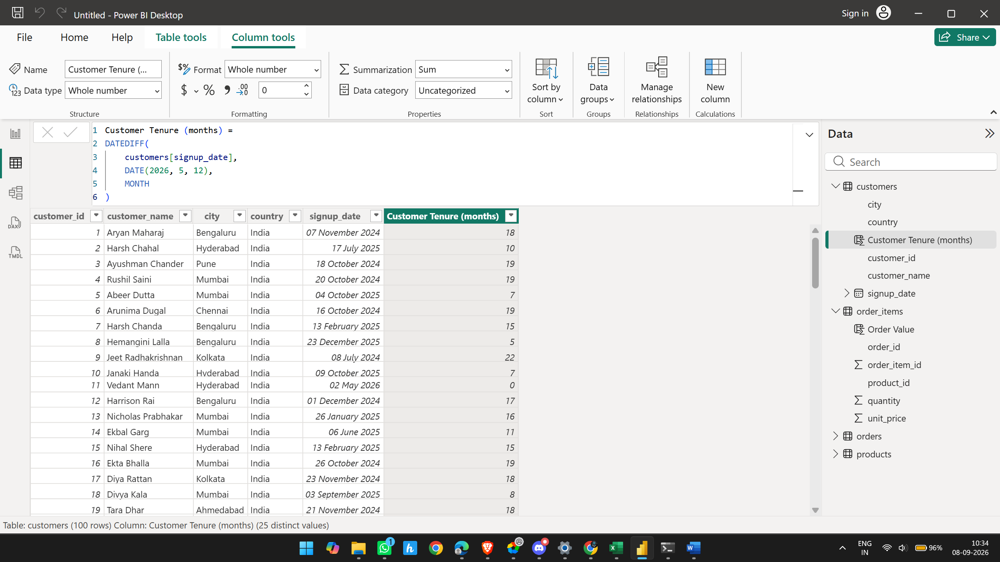 Untitled - Power BI Desktop
Sign in
File Home Help Table tools Column tools
Share
Name Customer Tenure (...
Format Whole number
Summarization Sum
Data type Whole number
$ % , .00 0
Data category Uncategorized
Sort by column
Data groups
Manage relationships
New column
Structure
Formatting
Properties
Sort
Groups
Relationships
Calculations
1 Customer Tenure (months) =
2 DATEDIFF(
3 customers[signup_date],
4 DATE(2026, 5, 12),
5 MONTH
6 )
customer_id customer_name city country signup_date Customer Tenure (months)
1 Aryan Maharaj Bengaluru India 07 November 2024 18
2 Harsh Chahal Hyderabad India 17 July 2025 10
3 Ayushman Chander Pune India 18 October 2024 19
4 Rushil Saini Mumbai India 20 October 2024 19
5 Abeer Dutta Mumbai India 04 October 2025 7
6 Arunima Dugal Chennai India 16 October 2024 19
7 Harsh Chanda Bengaluru India 13 February 2025 15
8 Hemangini Lalla Bengaluru India 23 December 2025 5
9 Jeet Radhakrishnan Kolkata India 08 July 2024 22
10 Janaki Handa Hyderabad India 09 October 2025 7
11 Vedant Mann Hyderabad India 02 May 2026 0
12 Harrison Rai Bengaluru India 01 December 2024 17
13 Nicholas Prabhakar Mumbai India 26 January 2025 16
14 Ekbal Garg Mumbai India 06 June 2025 11
15 Nihal Shere Hyderabad India 13 February 2025 15
16 Ekta Bhalla Mumbai India 26 October 2024 19
17 Diya Rattan Kolkata India 23 November 2024 18
18 Divya Kala Mumbai India 03 September 2025 8
19 Tara Dhar Ahmedabad India 21 November 2024 18
DAX
TMDL
Data
Search
customers
city
country
Customer Tenure (months)
customer_id
customer_name
signup_date
order_items
Order Value
order_id
order_item_id
product_id
quantity
unit_price
orders
products
Table: customers (100 rows) Column: Customer Tenure (months) (25 distinct values)
1
ENG
IN
96%
10:34
08-09-2026